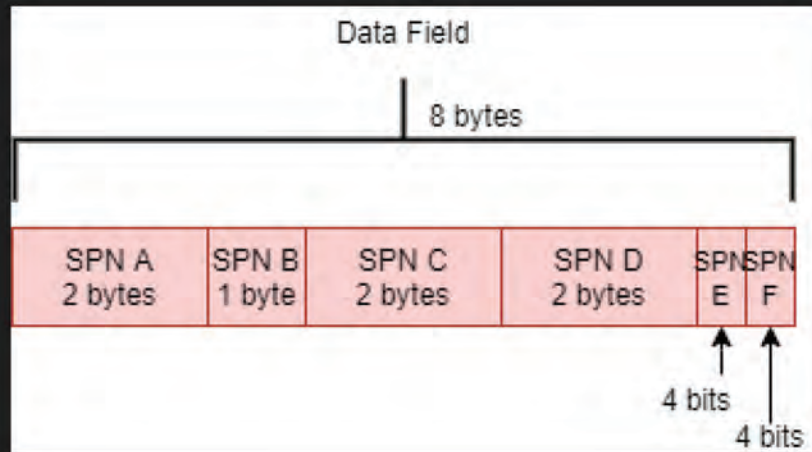 Data Field
8 bytes
SPN A
2 bytes
SPN B
1 byte
SPN C
2 bytes
SPN D
2 bytes
SPN
E
SPN
F
4 bits
4 bits